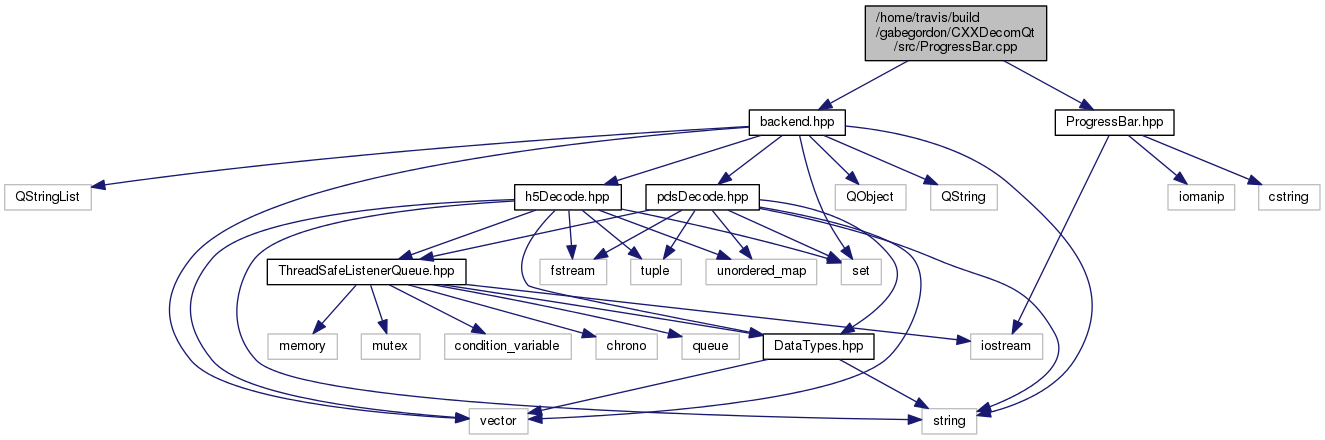 /home/travis/build
/gabegordon/CXXDecomQt
/src/ProgressBar.cpp
backend.hpp
ProgressBar.hpp
QStringList
h5Decode.hpp
pdsDecode.hpp
QObject
QString
iomanip
cstring
ThreadSafeListenerQueue.hpp
fstream
tuple
unordered_map
set
memory
mutex
condition_variable
chrono
queue
DataTypes.hpp
iostream
vector
string